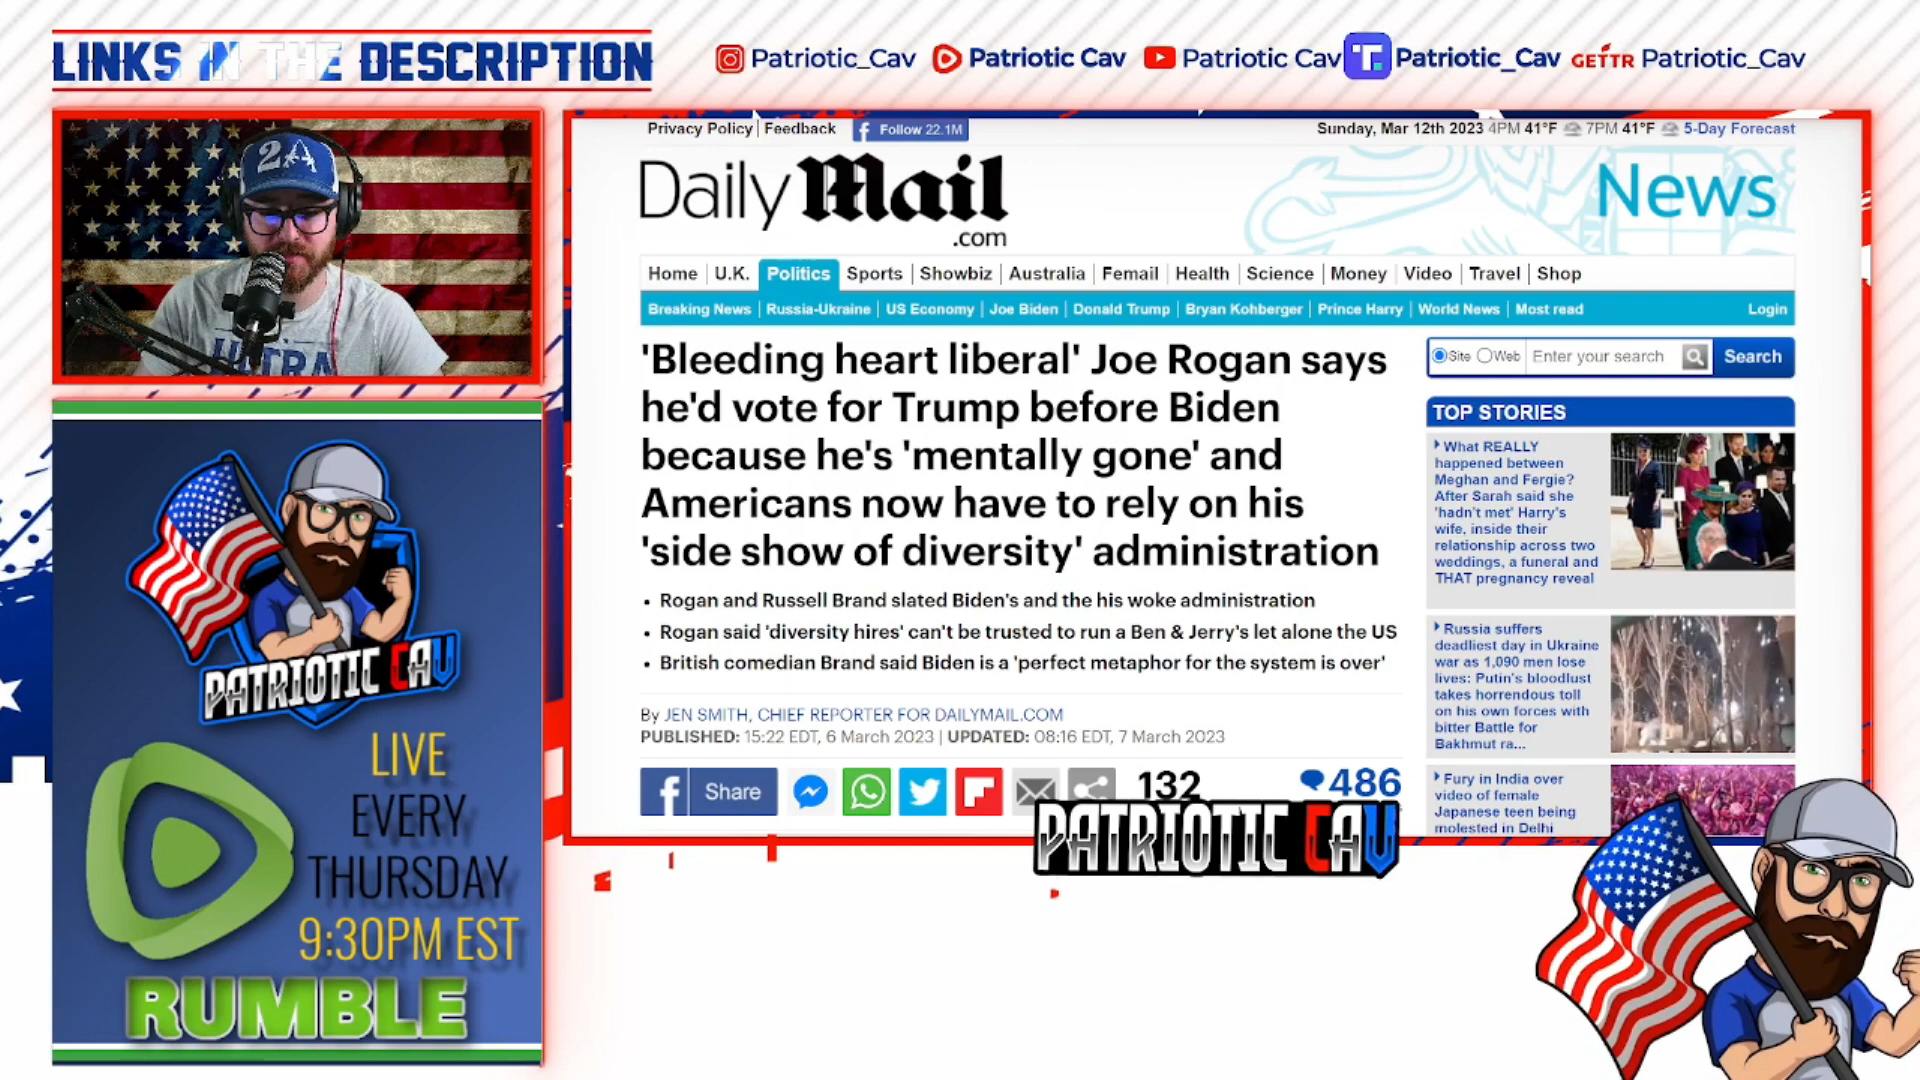 LINKS IN THE DESCRIPTION
Patriotic_Cav
Patriotic Cav
Patriotic Cav
T.
Patriotic_Cav
GETTR Patriotic_Cav
2A
ULTRA
PATRIOTIC CAV
LIVE
EVERY
THURSDAY
9:30PM EST
RUMBLE
Privacy Policy | Feedback
f Follow 22.1M
Sunday, Mar 12th 2023 4PM 41°F 7PM 41°F 5-Day Forecast
Daily Mail
.com
News
Home | U.K. Politics Sports | Showbiz | Australia | Femail | Health | Science | Money | Video | Travel | Shop
Breaking News | Russia-Ukraine | US Economy | Joe Biden | Donald Trump | Bryan Kohberger | Prince Harry | World News | Most read
Login
'Bleeding heart liberal' Joe Rogan says
he'd vote for Trump before Biden
because he's 'mentally gone' and
Americans now have to rely on his
'side show of diversity' administration
• Rogan and Russell Brand slated Biden's and the his woke administration
• Rogan said 'diversity hires' can't be trusted to run a Ben & Jerry's let alone the US
• British comedian Brand said Biden is a 'perfect metaphor for the system is over'
By JEN SMITH, CHIEF REPORTER FOR DAILYMAIL.COM
PUBLISHED: 15:22 EDT, 6 March 2023 | UPDATED: 08:16 EDT, 7 March 2023
f Share
132
486
Site Web Enter your search Search
TOP STORIES
What REALLY
happened between
Meghan and Fergie?
After Sarah said she
'hadn't met' Harry's
wife, inside their
relationship across two
weddings, a funeral and
THAT pregnancy reveal
Russia suffers
deadliest day in Ukraine
war as 1,090 men lose
lives: Putin's bloodlust
takes horrendous toll
on his own forces with
bitter Battle for
Bakhmut ra...
Fury in India over
video of female
Japanese teen being
molested in Delhi
PATRIOTIC CAV